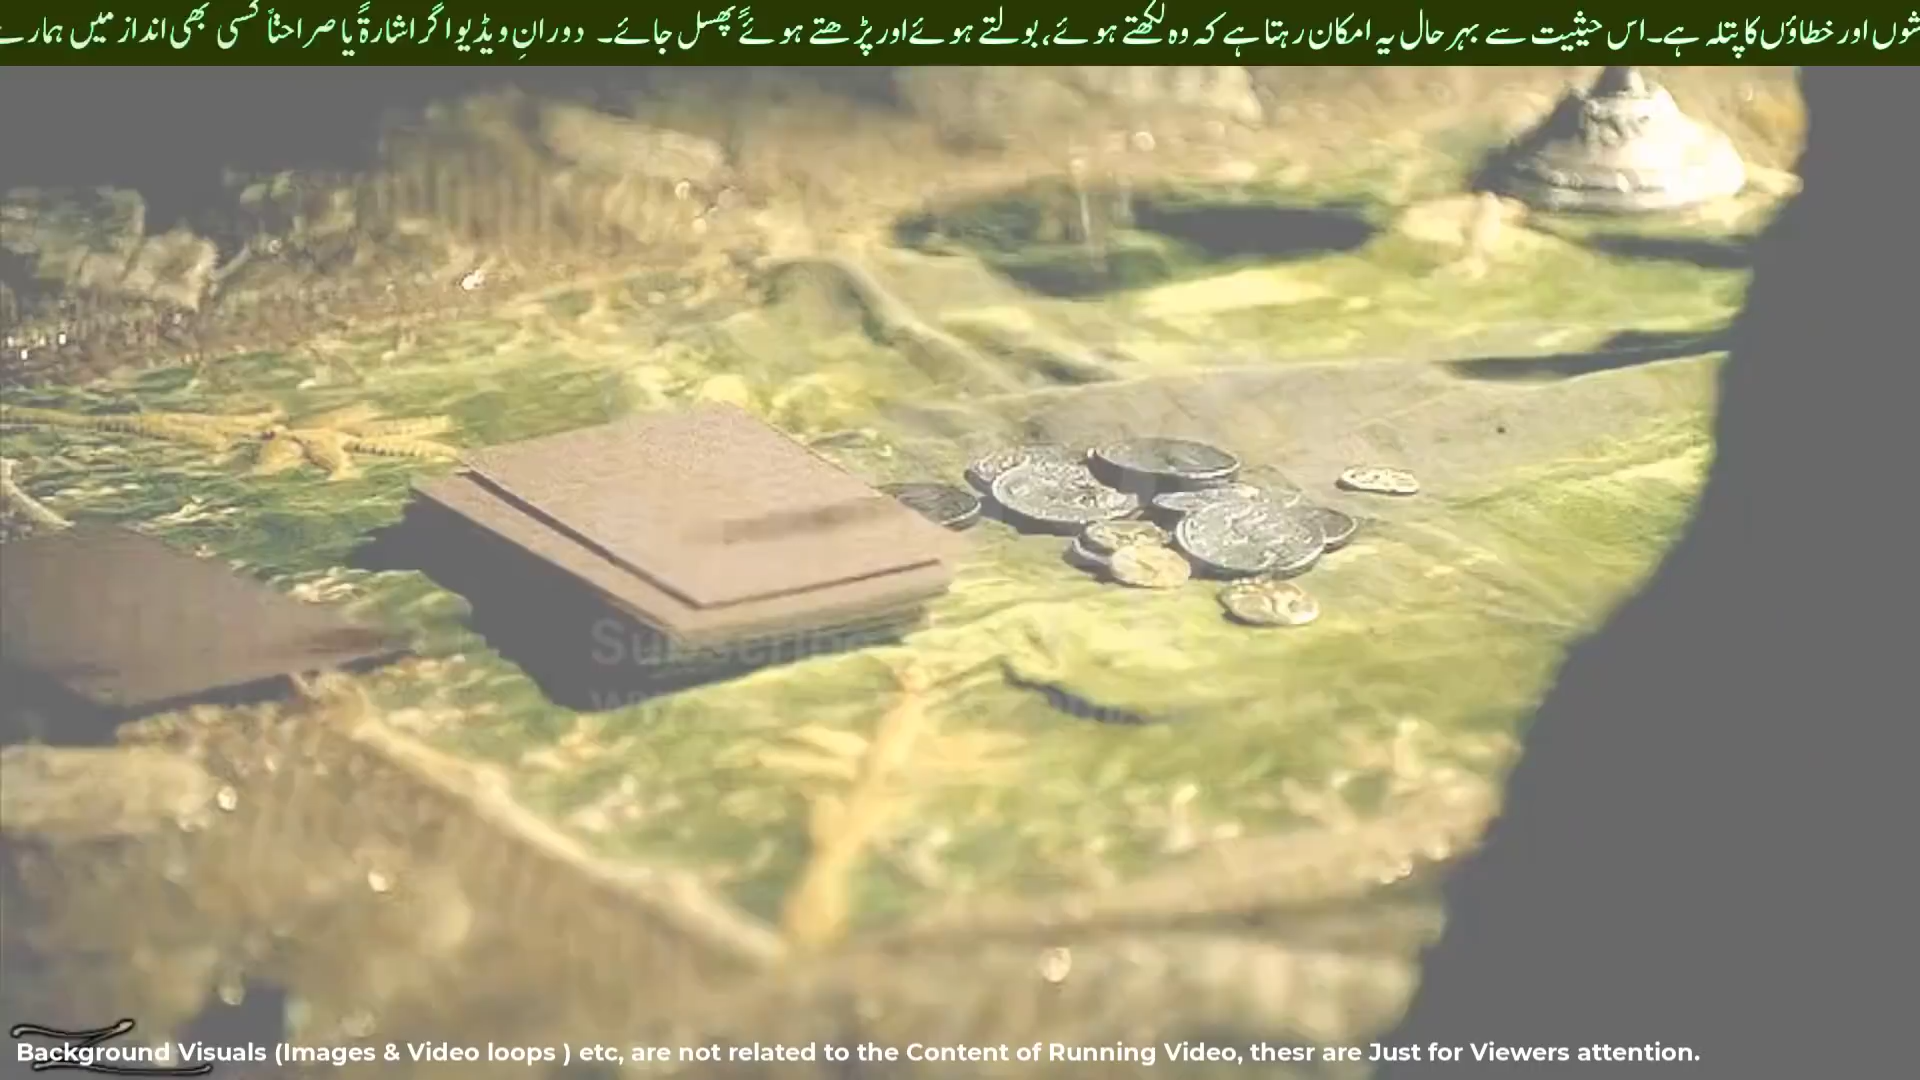 شوں اور خطاؤں کا پتلہ ہے۔ اس حیثیت سے بہر حال یہ امکان رہتا ہے کہ وہ لکھتے ہوئے، بولتے ہوئے اور پڑھتے ہوئے پھسل جائے۔ دورانِ ویڈیو اگر اشارۃً یا صراحتاً کسی بھی انداز میں ہمارے
Subscribe
Background Visuals (Images & Video loops ) etc, are not related to the Content of Running Video, thesr are Just for Viewers attention.